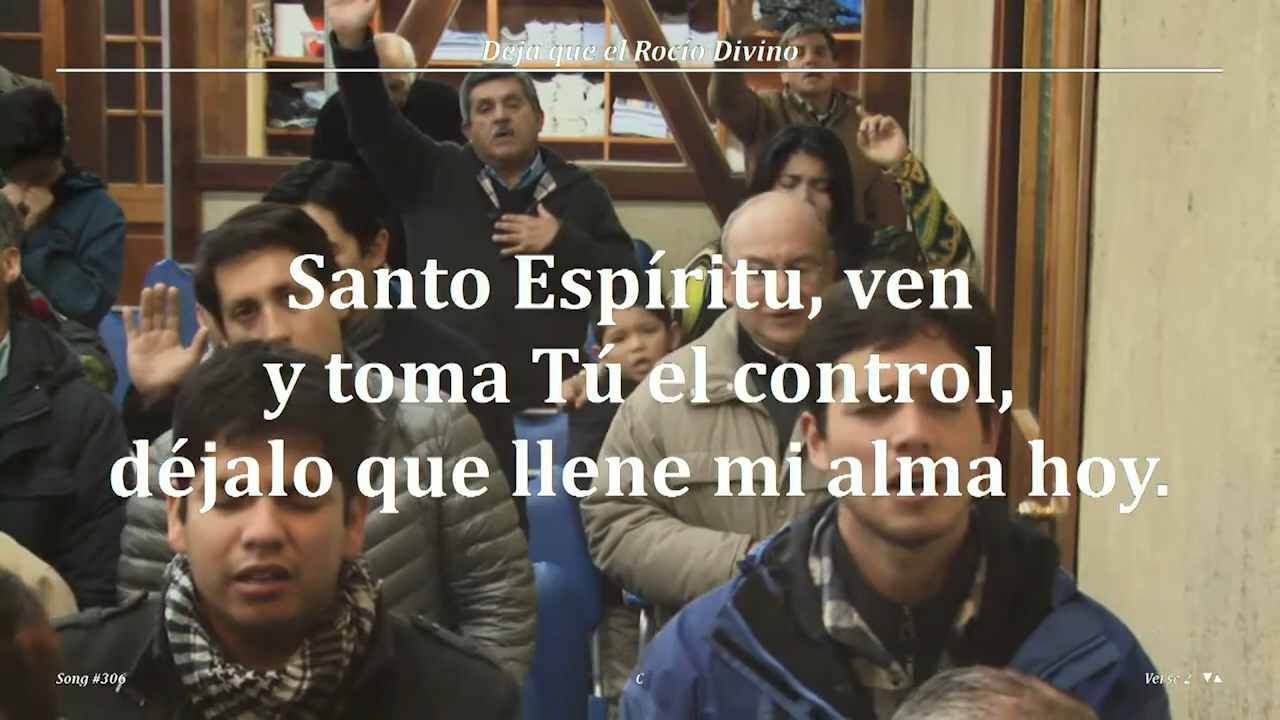 Deja que el Rocío Divino
Santo Espíritu, ven
y toma Tú el control,
déjalo que llene mi alma hoy.
Song #306
C
Verse 2 ▼▲